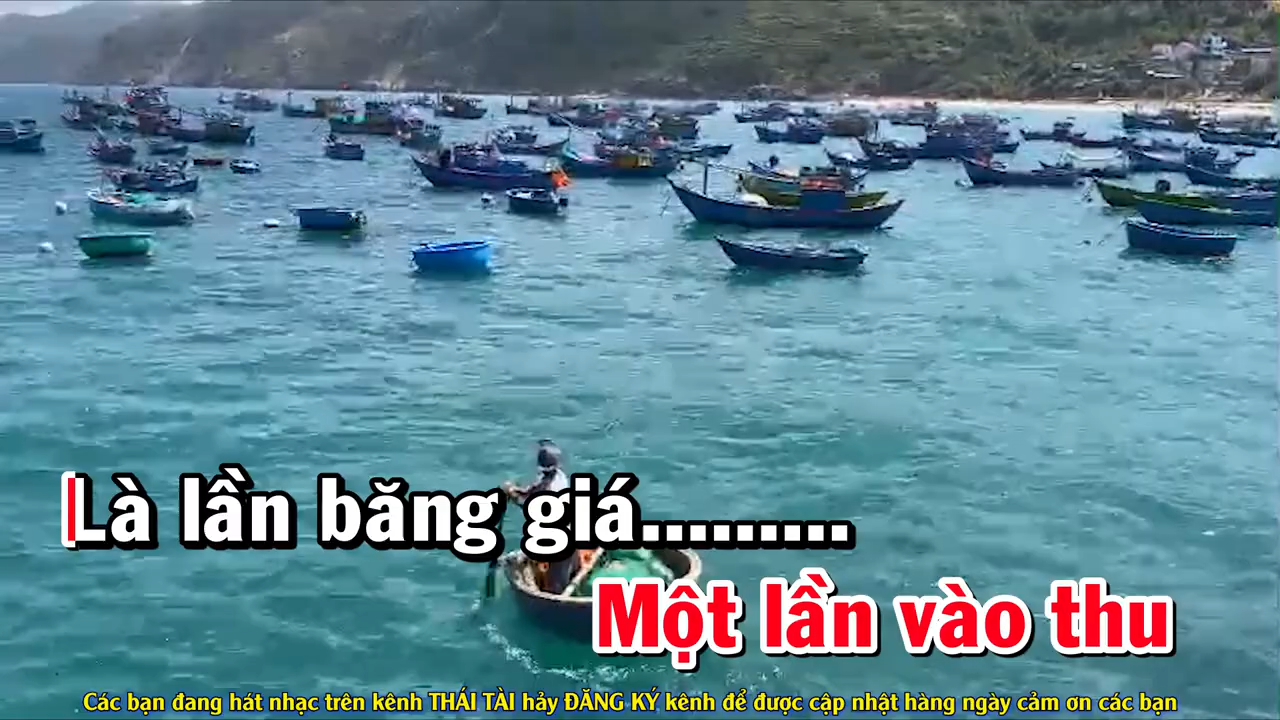 Là lần băng giá.........
Một lần vào thu
Các bạn đang hát nhạc trên kênh THÁI TÀI hảy ĐĂNG KÝ kênh để được cập nhật hàng ngày cảm ơn các bạn